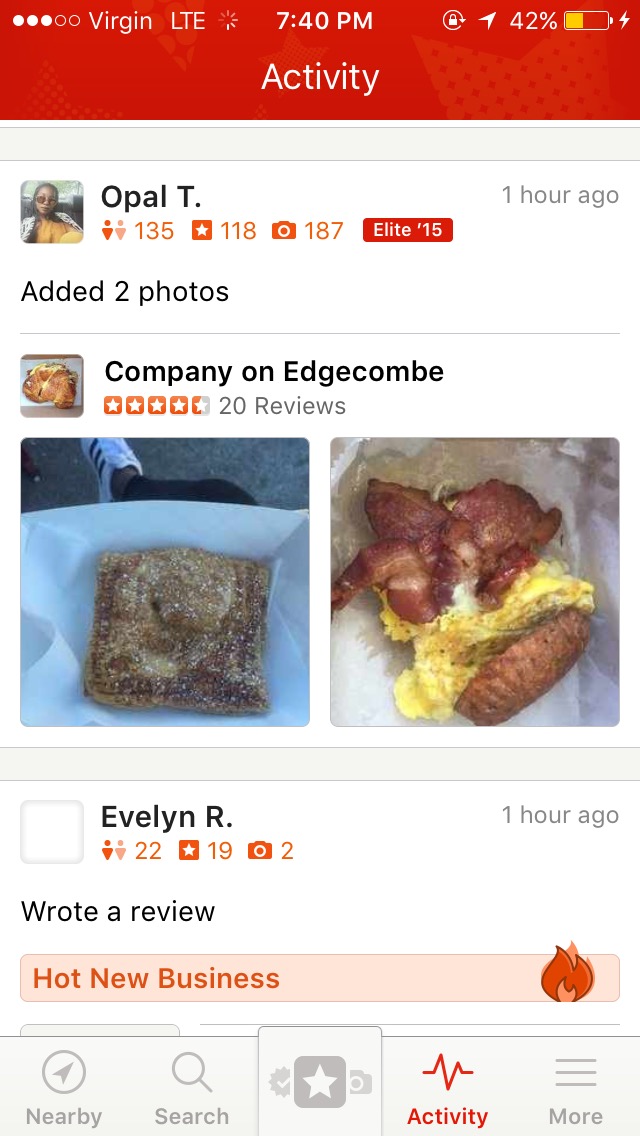 Virgin LTE 7:40 PM 42%
Activity
Opal T. 1 hour ago
135 118 187 Elite '15
Added 2 photos
Company on Edgecombe
20 Reviews
Evelyn R. 1 hour ago
22 19 2
Wrote a review
Hot New Business
Nearby Search Activity More